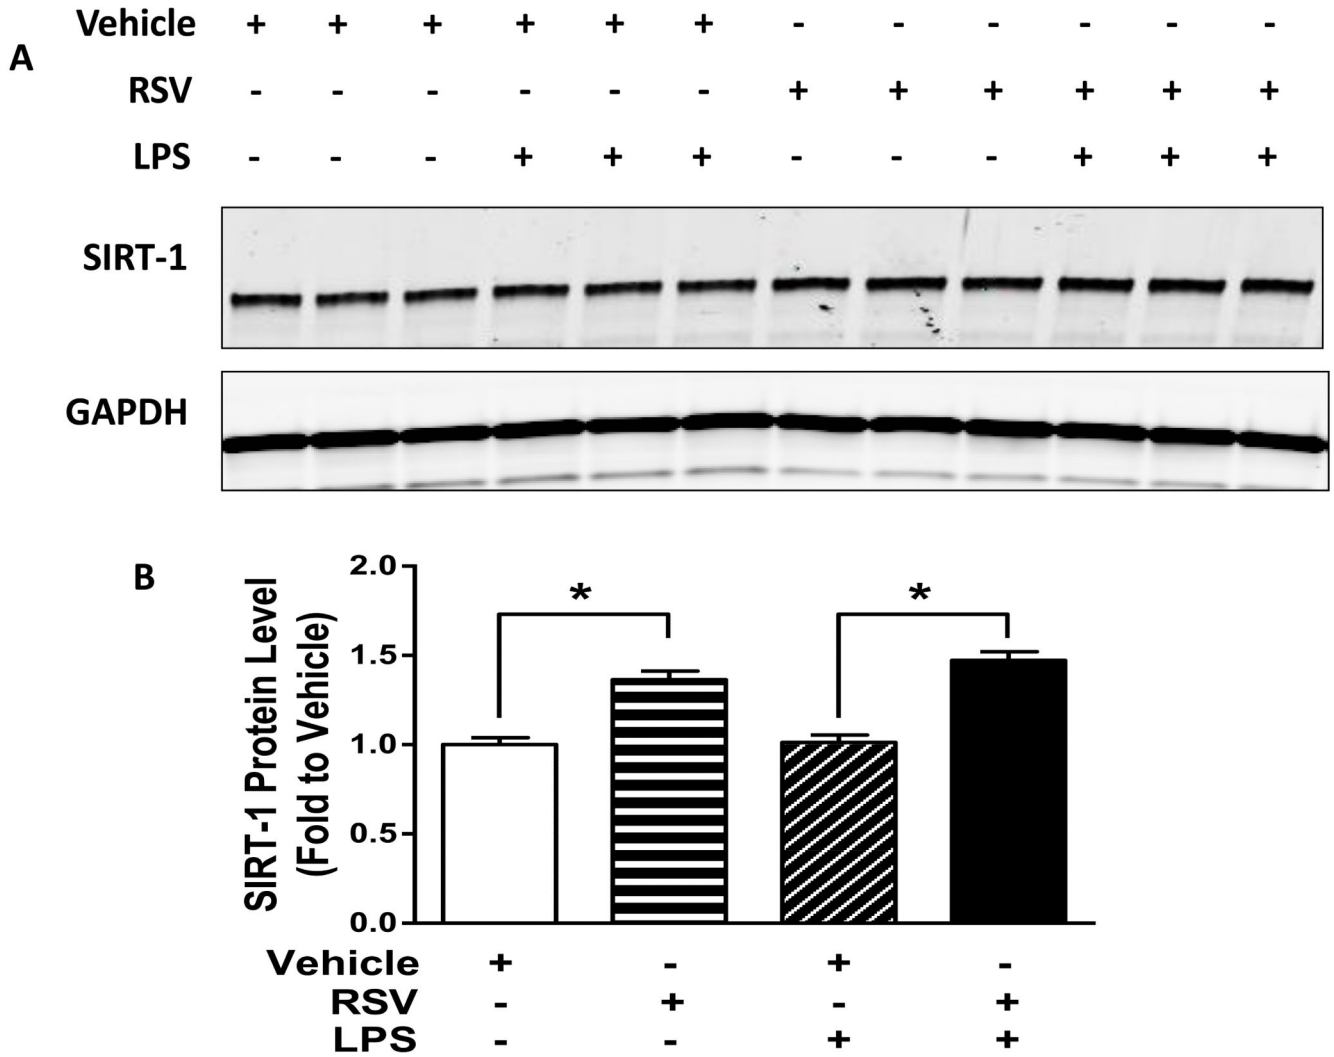 Vehicle + + + + + + - - - - - -
A
RSV - - - - - - + + + + + +
LPS - - - + + + - - - + + +
SIRT-1
GAPDH
B
SIRT-1 Protein Level
(Fold to Vehicle)
2.0
1.5
1.0
0.5
0.0
* *
Vehicle + - + -
RSV - + - +
LPS - - + +